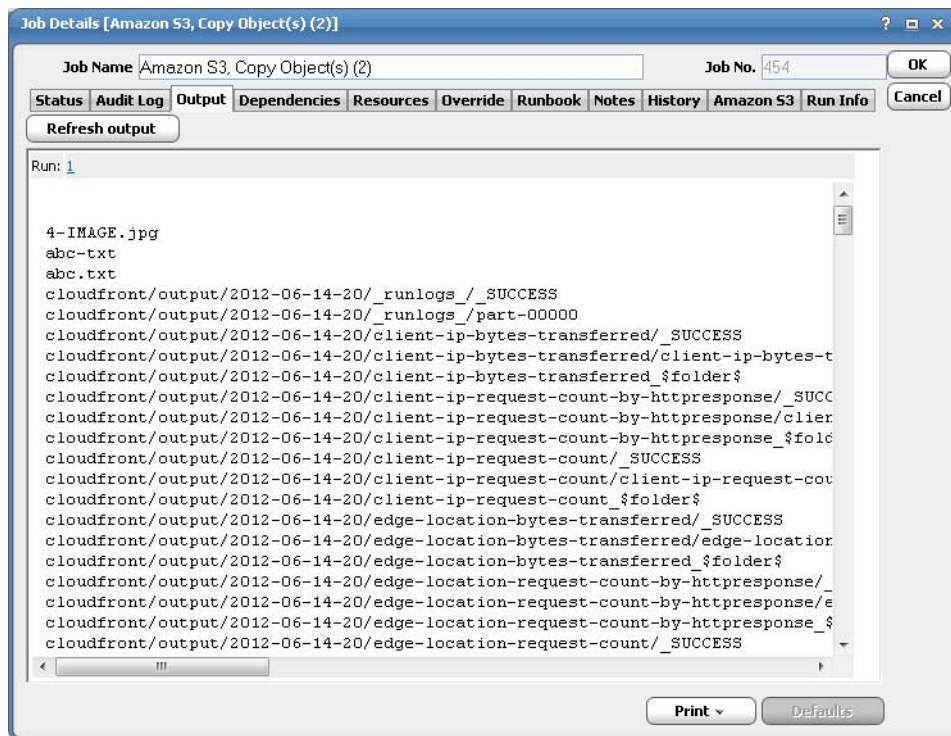 Job Details [Amazon S3, Copy Object(s) (2)]
Job Name Amazon S3, Copy Object(s) (2) Job No. 454 OK
Status Audit Log Output Dependencies Resources Override Runbook Notes History Amazon S3 Run Info Cancel
Refresh output
Run: 1
4-IMAGE.jpg
abc-txt
abc.txt
cloudfront/output/2012-06-14-20/_runlogs_/_SUCCESS
cloudfront/output/2012-06-14-20/_runlogs_/part-00000
cloudfront/output/2012-06-14-20/client-ip-bytes-transferred/_SUCCESS
cloudfront/output/2012-06-14-20/client-ip-bytes-transferred/client-ip-bytes-t
cloudfront/output/2012-06-14-20/client-ip-bytes-transferred_$folder$
cloudfront/output/2012-06-14-20/client-ip-request-count-by-httpresponse/_SUCC
cloudfront/output/2012-06-14-20/client-ip-request-count-by-httpresponse/clien
cloudfront/output/2012-06-14-20/client-ip-request-count-by-httpresponse_$fold
cloudfront/output/2012-06-14-20/client-ip-request-count/_SUCCESS
cloudfront/output/2012-06-14-20/client-ip-request-count/client-ip-request-cou
cloudfront/output/2012-06-14-20/client-ip-request-count_$folder$
cloudfront/output/2012-06-14-20/edge-location-bytes-transferred/_SUCCESS
cloudfront/output/2012-06-14-20/edge-location-bytes-transferred/edge-location
cloudfront/output/2012-06-14-20/edge-location-bytes-transferred_$folder$
cloudfront/output/2012-06-14-20/edge-location-request-count-by-httpresponse/_
cloudfront/output/2012-06-14-20/edge-location-request-count-by-httpresponse/e
cloudfront/output/2012-06-14-20/edge-location-request-count-by-httpresponse_$
cloudfront/output/2012-06-14-20/edge-location-request-count/_SUCCESS
Print Defaults